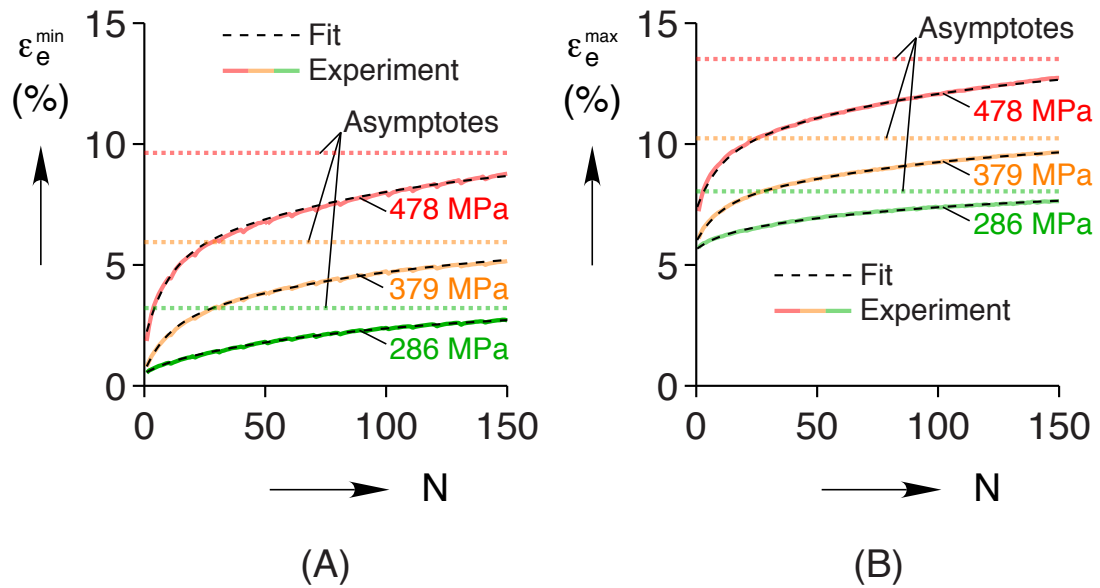 15
ε_e^min
(%)
10
5
0
Fit
Experiment
Asymptotes
478 MPa
379 MPa
286 MPa
0 50 100 150
N
(A)
15
ε_e^max
(%)
10
5
0
Asymptotes
478 MPa
379 MPa
286 MPa
Fit
Experiment
0 50 100 150
N
(B)